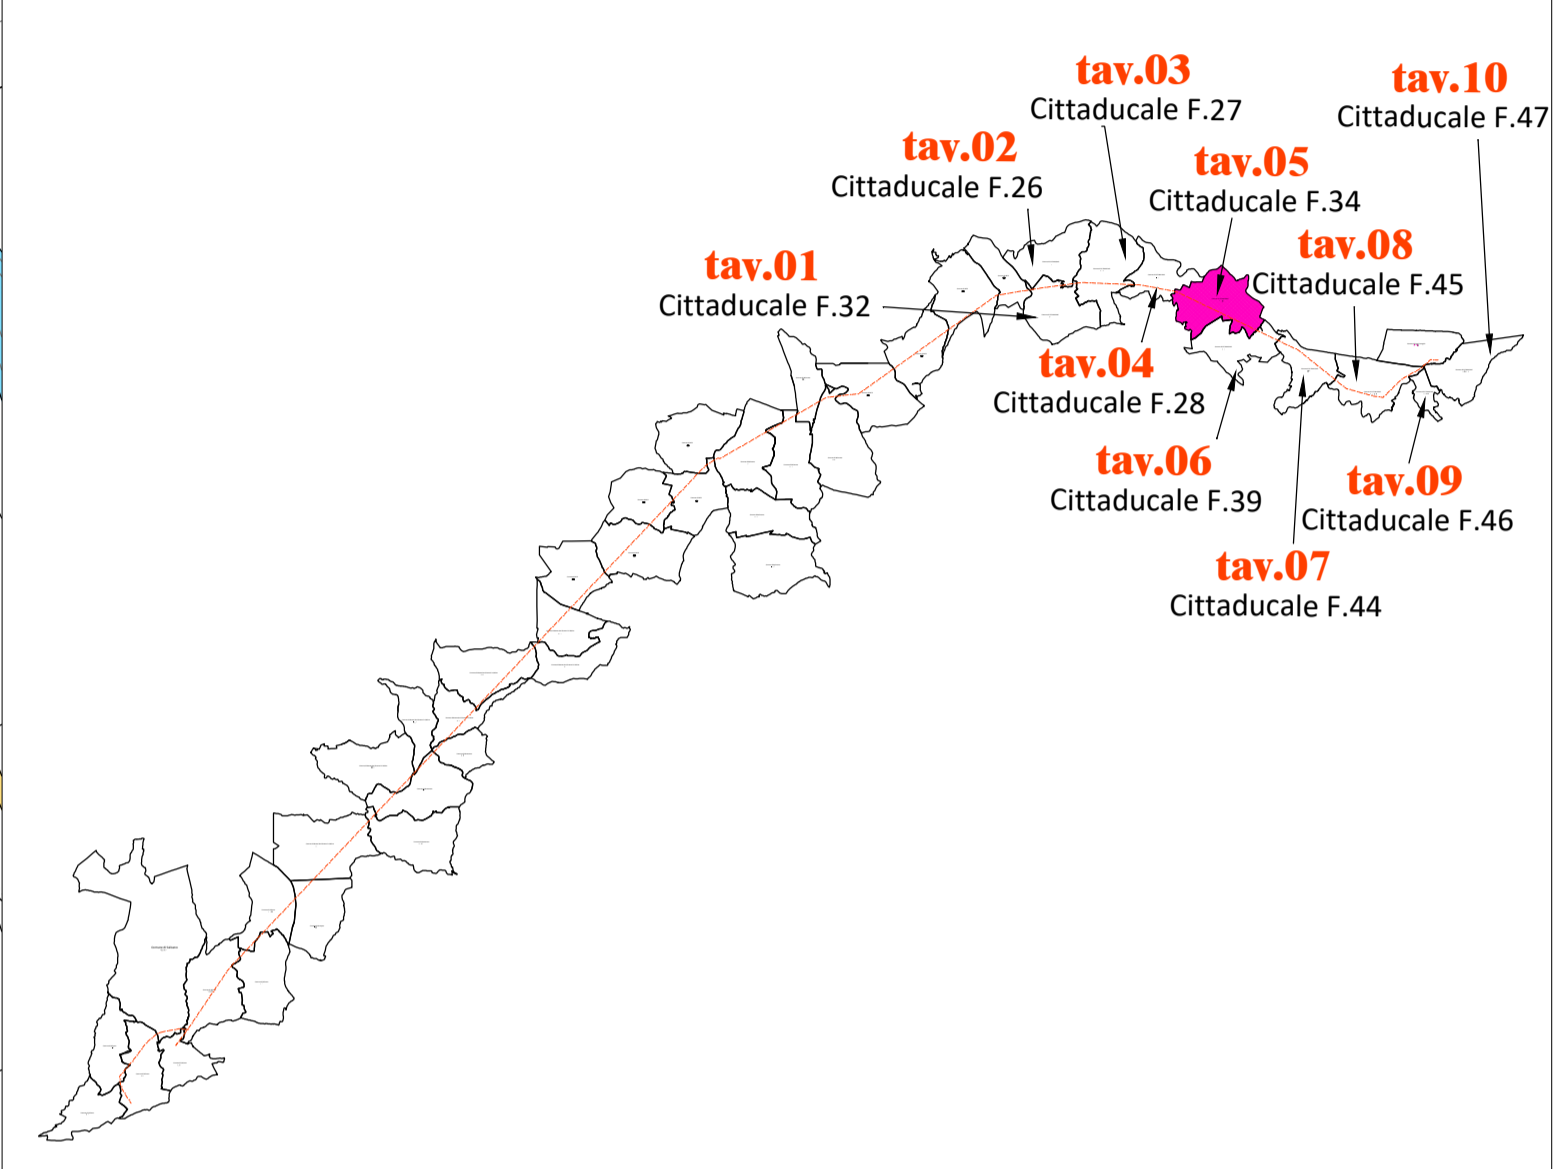 tav.03
Cittaducale F.27
tav.10
Cittaducale F.47
tav.02
Cittaducale F.26
tav.05
Cittaducale F.34
tav.08
Cittaducale F.45
tav.01
Cittaducale F.32
tav.04
Cittaducale F.28
tav.06
Cittaducale F.39
tav.09
Cittaducale F.46
tav.07
Cittaducale F.44